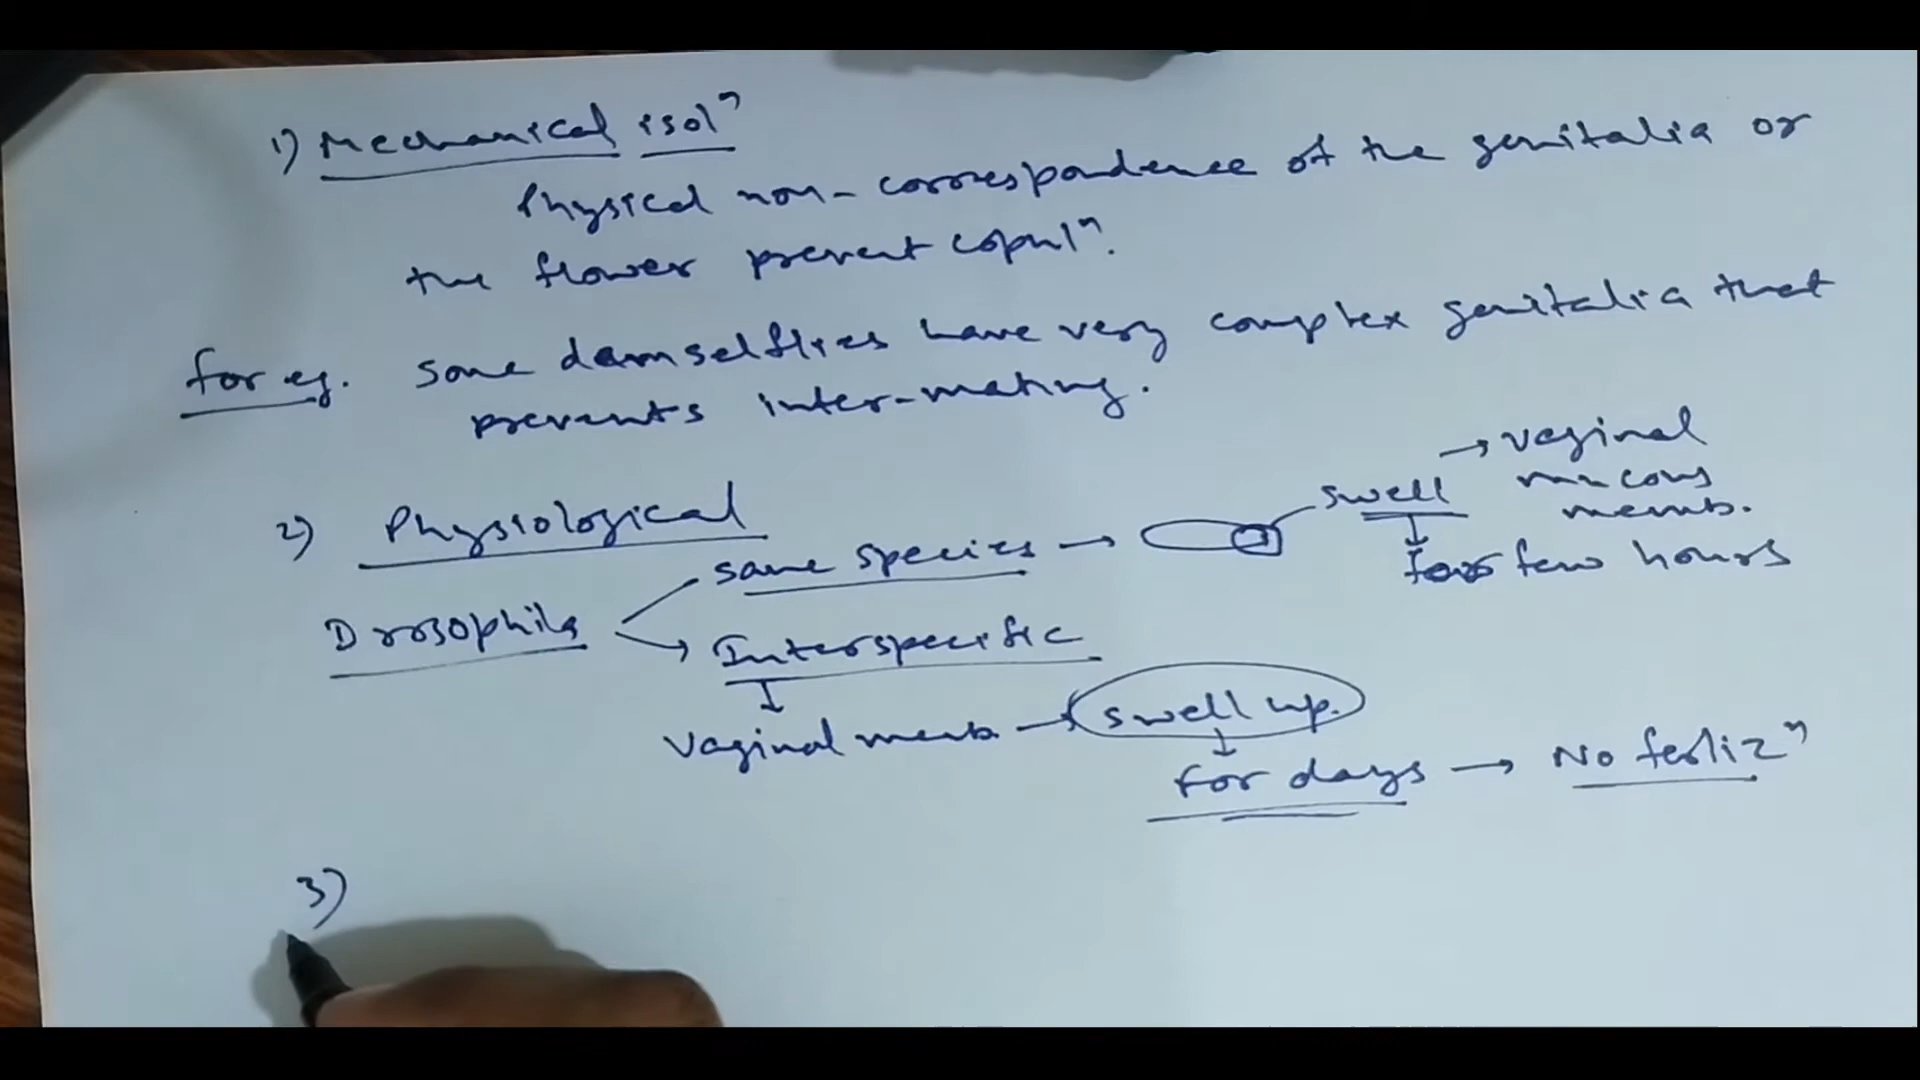 1) Mechanical isolⁿ
Physical non-correspondence of the genitalia or
the flower prevent copulⁿ.
For eg. some damselflies have very complex genitalia that
prevents inter-mating.
2) Physiological
Drosophila
same species → swell → vaginal
mucous
memb.
for few hours
→ Interspecific
Vaginal memb → swell up.
For days → No ferlizⁿ
3)